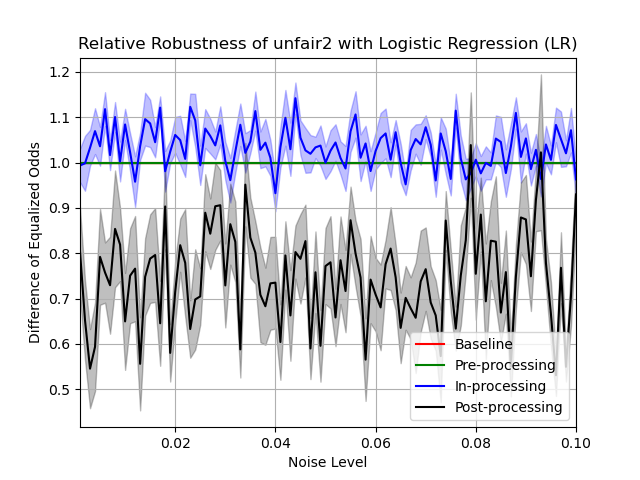 Relative Robustness of unfair2 with Logistic Regression (LR)
Difference of Equalized Odds
1.2
1.1
1.0
0.9
0.8
0.7
0.6
0.5
Baseline
Pre-processing
In-processing
Post-processing
0.02
0.04
0.06
0.08
0.10
Noise Level